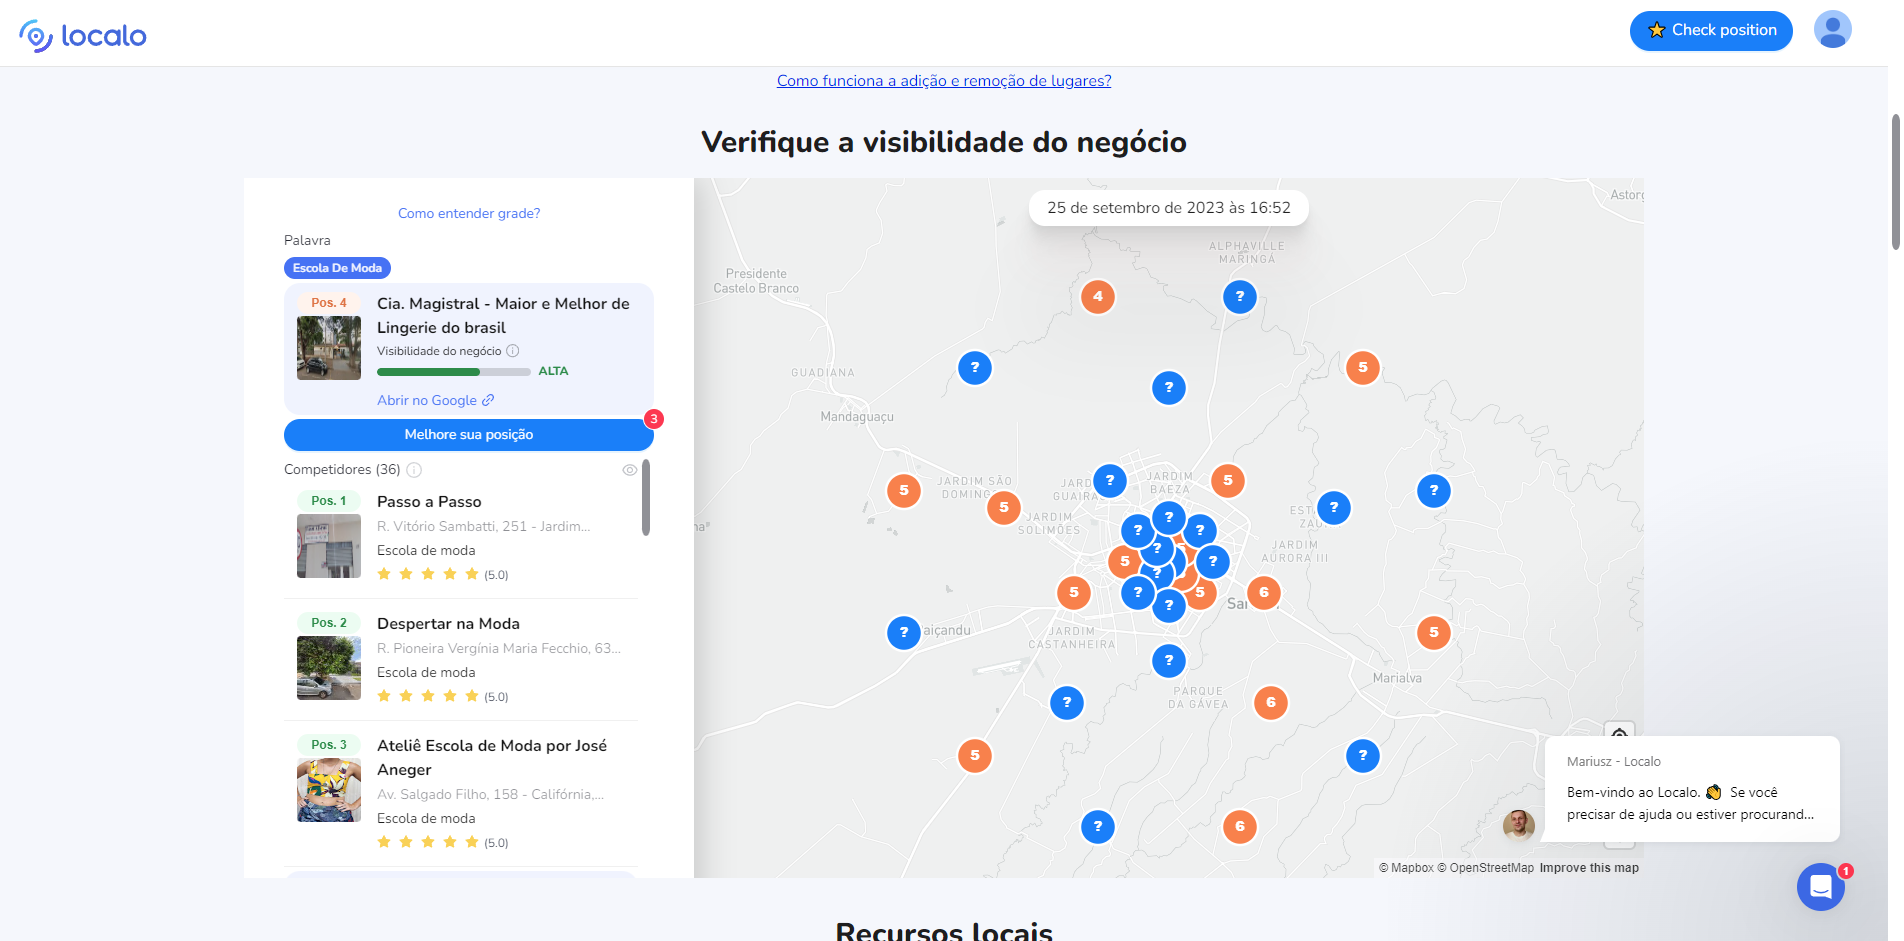 localo
Check position
Como funciona a adição e remoção de lugares?
Verifique a visibilidade do negócio
Como entender grade?
Palavra
Escola De Moda
Pos. 4
Cia. Magistral - Maior e Melhor de
Lingerie do brasil
Visibilidade do negócio
ALTA
Abrir no Google
Melhore sua posição
3
Competidores (36)
Pos. 1
Passo a Passo
R. Vitório Sambatti, 251 - Jardim...
Escola de moda
(5.0)
Pos. 2
Despertar na Moda
R. Pioneira Vergínia Maria Fecchio, 63...
Escola de moda
(5.0)
Pos. 3
Ateliê Escola de Moda por José
Aneger
Av. Salgado Filho, 158 - Califórnia,...
Escola de moda
(5.0)
25 de setembro de 2023 às 16:52
Astorg
ALPHAVILLE
MARINGÁ
Presidente
Castelo Branco
4
?
?
?
5
GUADIANA
Mandaguaçu
5
JARDIM SÃO
DOMING
5
JARDIM
SOLIMÕES
JARD
GUAIRA
?
JARDIM
BAEZA
5
?
?
EST
ZAU
JARDIM
AURORA III
?
?
?
?
5
?
?
?
?
5
5
6
Sar
?
aiçandu
JARDIM
CASTANHEIRA
5
?
Marialva
PARQUE
DA GÁVEA
?
6
5
?
?
6
Mariusz - Localo
Bem-vindo ao Localo. 👏 Se você
precisar de ajuda ou estiver procurand...
© Mapbox © OpenStreetMap Improve this map
1
Recursos locais